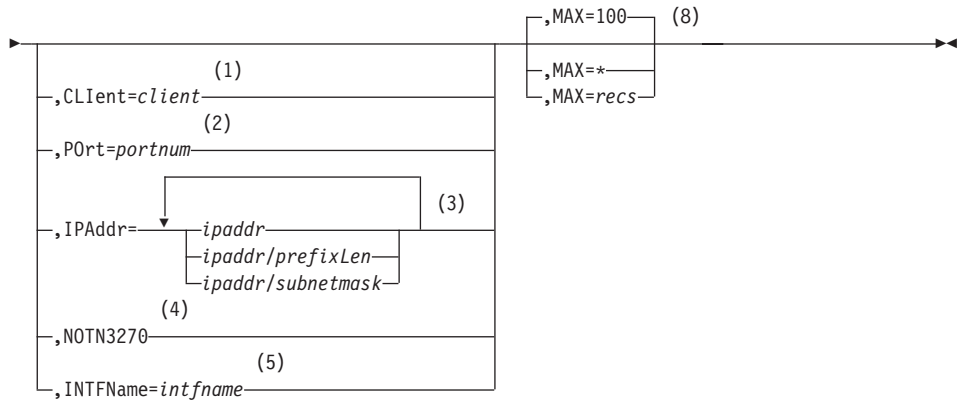 ,MAX=100 (8)
,MAX=*
,MAX=recs
(1)
,CLIent=client
(2)
,POrt=portnum
(3)
,IPAddr= ipaddr
ipaddr/prefixLen
ipaddr/subnetmask
(4)
,NOTN3270
(5)
,INTFName=intfname